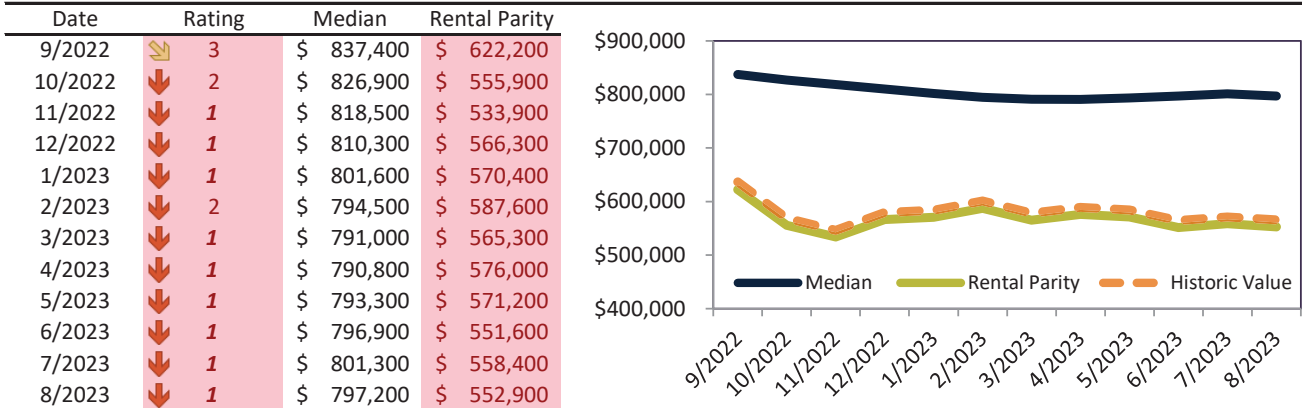 Date Rating Median Rental Parity
9/2022 3 $ 837,400 $ 622,200
10/2022 2 $ 826,900 $ 555,900
11/2022 1 $ 818,500 $ 533,900
12/2022 1 $ 810,300 $ 566,300
1/2023 1 $ 801,600 $ 570,400
2/2023 2 $ 794,500 $ 587,600
3/2023 1 $ 791,000 $ 565,300
4/2023 1 $ 790,800 $ 576,000
5/2023 1 $ 793,300 $ 571,200
6/2023 1 $ 796,900 $ 551,600
7/2023 1 $ 801,300 $ 558,400
8/2023 1 $ 797,200 $ 552,900
$900,000
$800,000
$700,000
$600,000
$500,000
$400,000
Median Rental Parity Historic Value
9/2022 10/2022 11/2022 12/2022 1/2023 2/2023 3/2023 4/2023 5/2023 6/2023 7/2023 8/2023